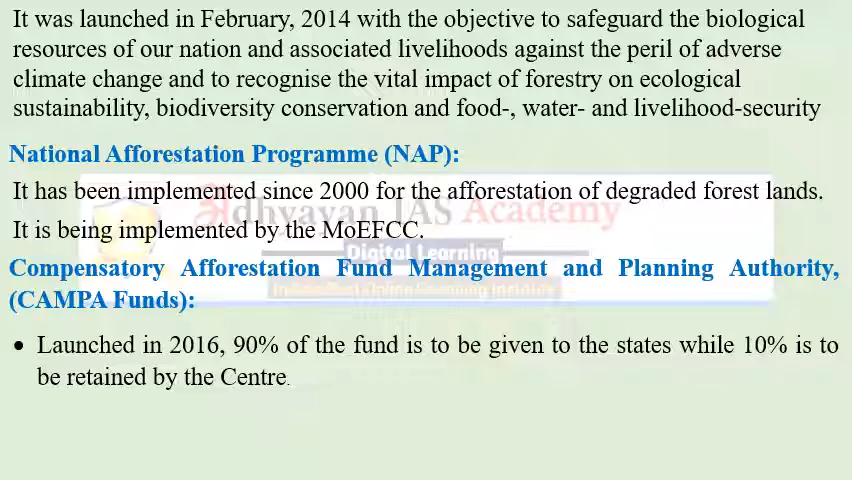 It was launched in February, 2014 with the objective to safeguard the biological
resources of our nation and associated livelihoods against the peril of adverse
climate change and to recognise the vital impact of forestry on ecological
sustainability, biodiversity conservation and food-, water- and livelihood-security
National Afforestation Programme (NAP):
It has been implemented since 2000 for the afforestation of degraded forest lands.
Adhyayan IAS Academy
It is being implemented by the MoEFCC.
Digital Learning
Compensatory Afforestation Fund Management and Planning Authority,
(CAMPA Funds):
Launched in 2016, 90% of the fund is to be given to the states while 10% is to
be retained by the Centre.